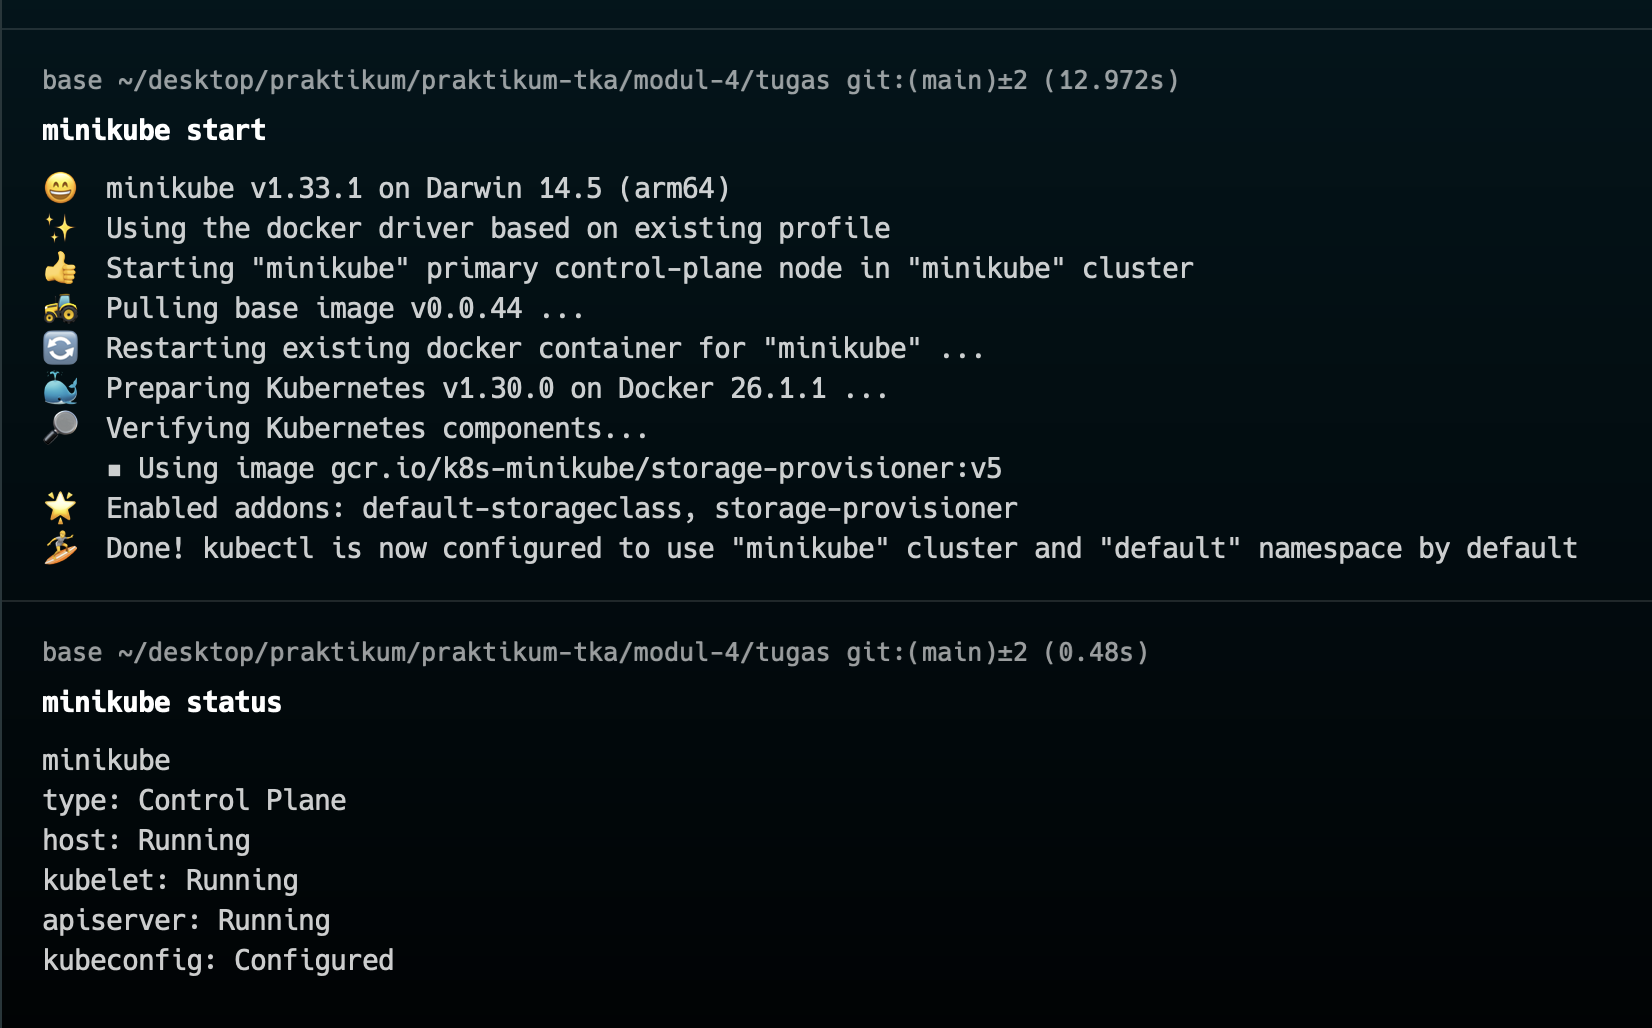 base ~/desktop/praktikum/praktikum-tka/modul-4/tugas git:(main)±2 (12.972s)
minikube start
😄 minikube v1.33.1 on Darwin 14.5 (arm64)
✨ Using the docker driver based on existing profile
👍 Starting "minikube" primary control-plane node in "minikube" cluster
🚜 Pulling base image v0.0.44 ...
🔄 Restarting existing docker container for "minikube" ...
🐳 Preparing Kubernetes v1.30.0 on Docker 26.1.1 ...
🔎 Verifying Kubernetes components...
▪ Using image gcr.io/k8s-minikube/storage-provisioner:v5
🌟 Enabled addons: default-storageclass, storage-provisioner
🏄 Done! kubectl is now configured to use "minikube" cluster and "default" namespace by default
base ~/desktop/praktikum/praktikum-tka/modul-4/tugas git:(main)±2 (0.48s)
minikube status
minikube
type: Control Plane
host: Running
kubelet: Running
apiserver: Running
kubeconfig: Configured